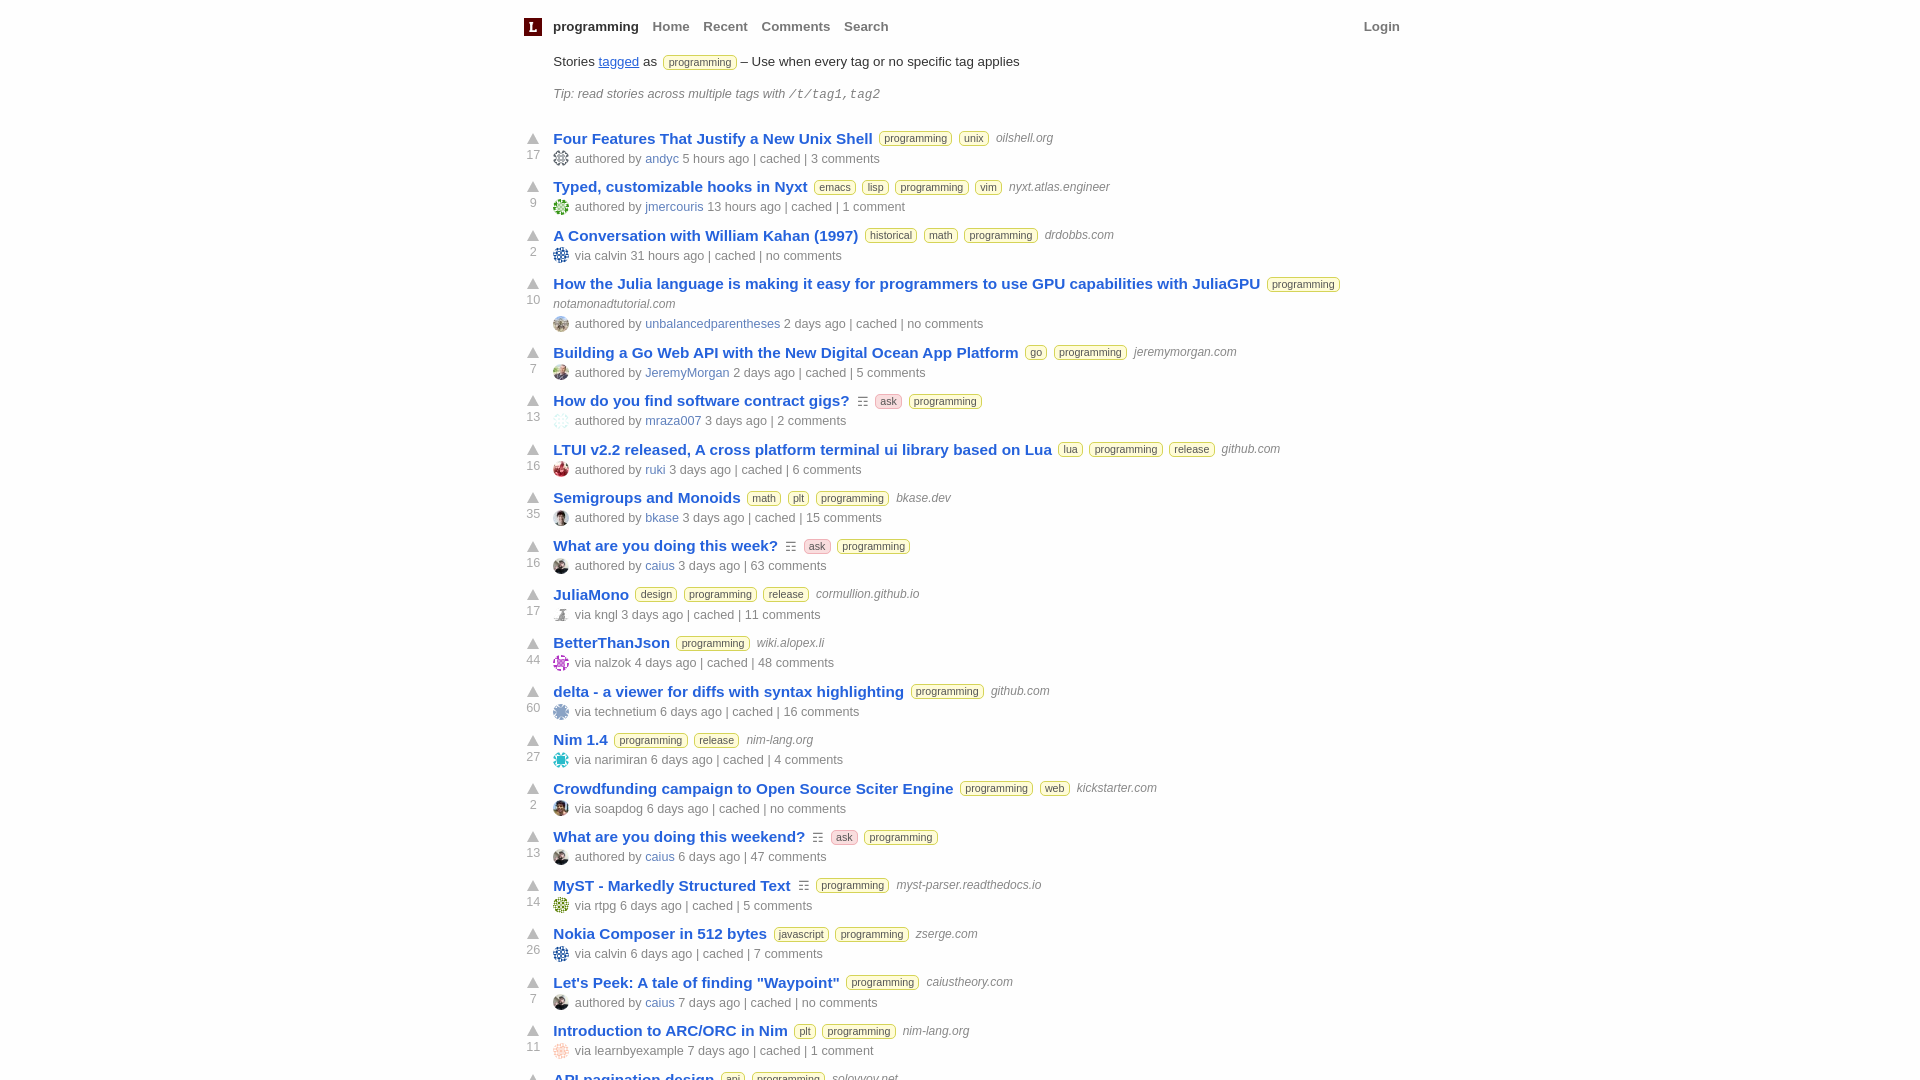 L programming Home Recent Comments Search Login
Stories tagged as programming – Use when every tag or no specific tag applies
Tip: read stories across multiple tags with /t/tag1,tag2
Four Features That Justify a New Unix Shell programming unix oilshell.org
17 authored by andyc 5 hours ago | cached | 3 comments
Typed, customizable hooks in Nyxt emacs lisp programming vim nyxt.atlas.engineer
9 authored by jmercouris 13 hours ago | cached | 1 comment
A Conversation with William Kahan (1997) historical math programming drdobbs.com
2 via calvin 31 hours ago | cached | no comments
How the Julia language is making it easy for programmers to use GPU capabilities with JuliaGPU programming
10 notamonadtutorial.com
authored by unbalancedparentheses 2 days ago | cached | no comments
Building a Go Web API with the New Digital Ocean App Platform go programming jeremymorgan.com
7 authored by JeremyMorgan 2 days ago | cached | 5 comments
How do you find software contract gigs? ☶ ask programming
13 authored by mraza007 3 days ago | 2 comments
LTUI v2.2 released, A cross platform terminal ui library based on Lua lua programming release github.com
16 authored by ruki 3 days ago | cached | 6 comments
Semigroups and Monoids math plt programming bkase.dev
35 authored by bkase 3 days ago | cached | 15 comments
What are you doing this week? ☶ ask programming
16 authored by caius 3 days ago | 63 comments
JuliaMono design programming release cormullion.github.io
17 via kngl 3 days ago | cached | 11 comments
BetterThanJson programming wiki.alopex.li
44 via nalzok 4 days ago | cached | 48 comments
delta - a viewer for diffs with syntax highlighting programming github.com
60 via technetium 6 days ago | cached | 16 comments
Nim 1.4 programming release nim-lang.org
27 via narimiran 6 days ago | cached | 4 comments
Crowdfunding campaign to Open Source Sciter Engine programming web kickstarter.com
2 via soapdog 6 days ago | cached | no comments
What are you doing this weekend? ☶ ask programming
13 authored by caius 6 days ago | 47 comments
MyST - Markedly Structured Text ☶ programming myst-parser.readthedocs.io
14 via rtpg 6 days ago | cached | 5 comments
Nokia Composer in 512 bytes javascript programming zserge.com
26 via calvin 6 days ago | cached | 7 comments
Let's Peek: A tale of finding "Waypoint" programming caiustheory.com
7 authored by caius 7 days ago | cached | no comments
Introduction to ARC/ORC in Nim plt programming nim-lang.org
11 via learnbyexample 7 days ago | cached | 1 comment
API pagination design api programming solovyov.net